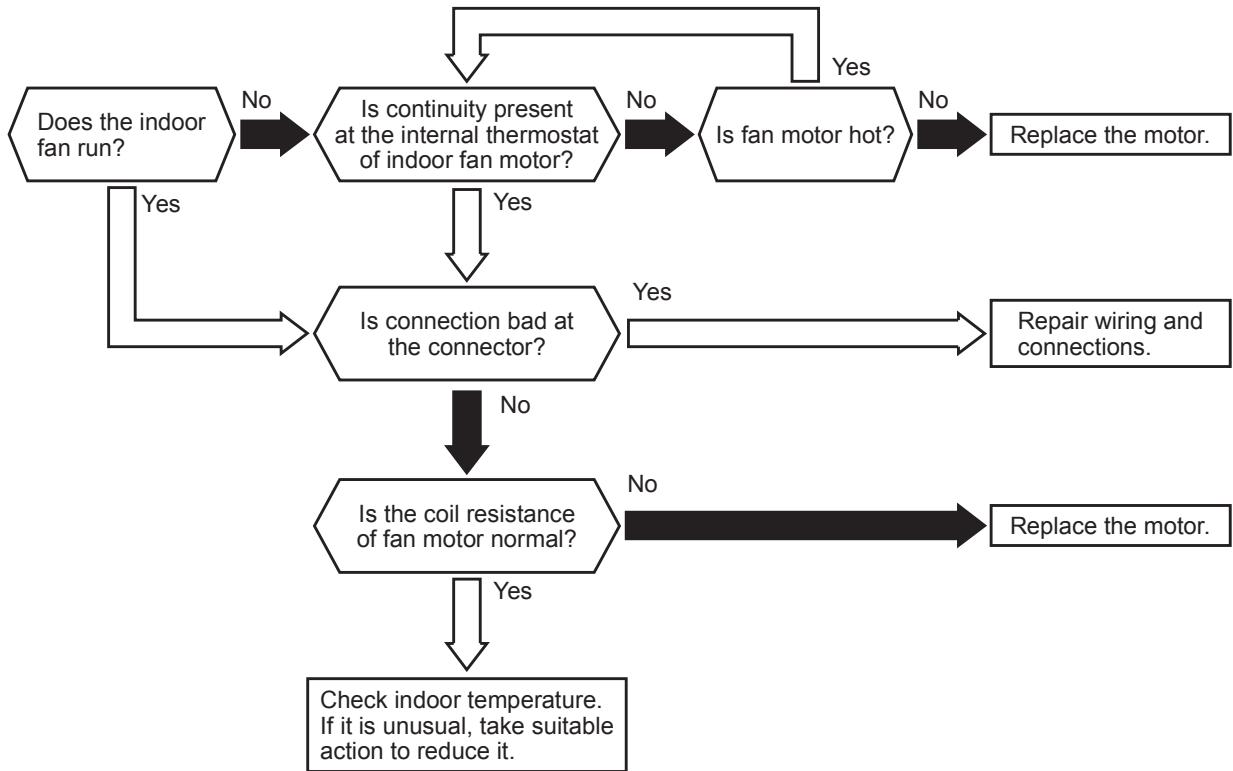 Yes
Does the indoor
fan run?
No
Is continuity present
at the internal thermostat
of indoor fan motor?
No
Is fan motor hot?
No
Replace the motor.
Yes
Yes
Is connection bad at
the connector?
Yes
Repair wiring and
connections.
No
Is the coil resistance
of fan motor normal?
No
Replace the motor.
Yes
Check indoor temperature.
If it is unusual, take suitable
action to reduce it.